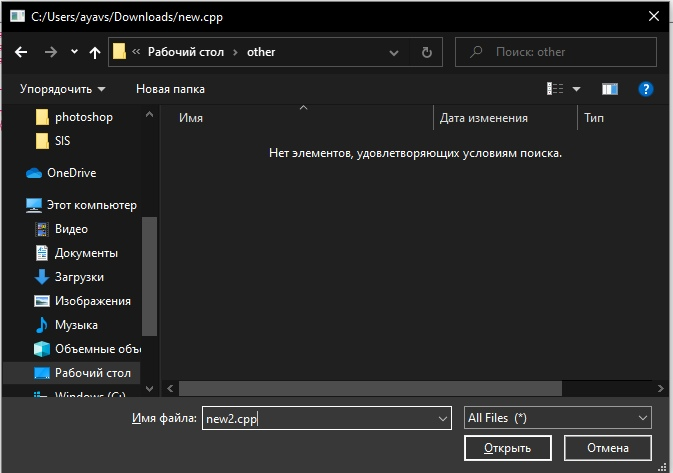 C:/Users/ayavs/Downloads/new.cpp
« Рабочий стол › other
Поиск: other
Упорядочить
Новая папка
?
photoshop
SIS
OneDrive
Этот компьютер
Видео
Документы
Загрузки
Изображения
Музыка
Объемные объ
Рабочий стол
Windows (C:)
Имя
Дата изменения
Тип
Нет элементов, удовлетворяющих условиям поиска.
Имя файла:
new2.cpp
All Files (*)
Открыть
Отмена